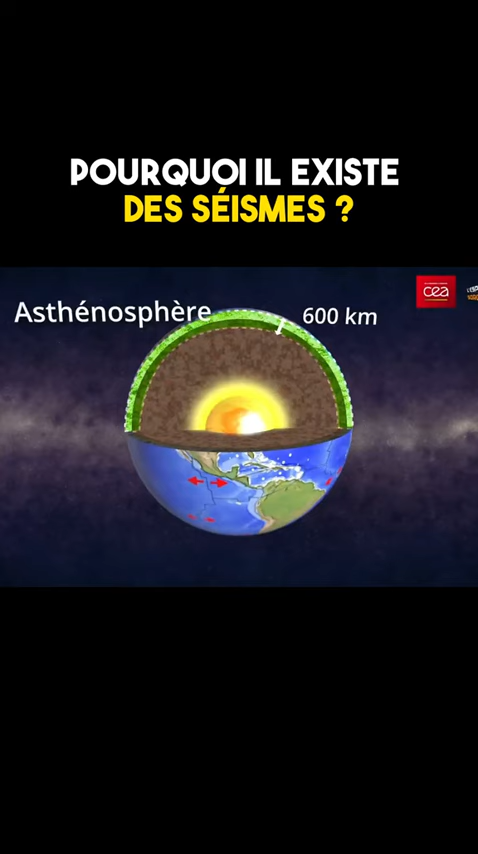 POURQUOI IL EXISTE
DES SÉISMES ?
cea
Asthénosphère
600 km